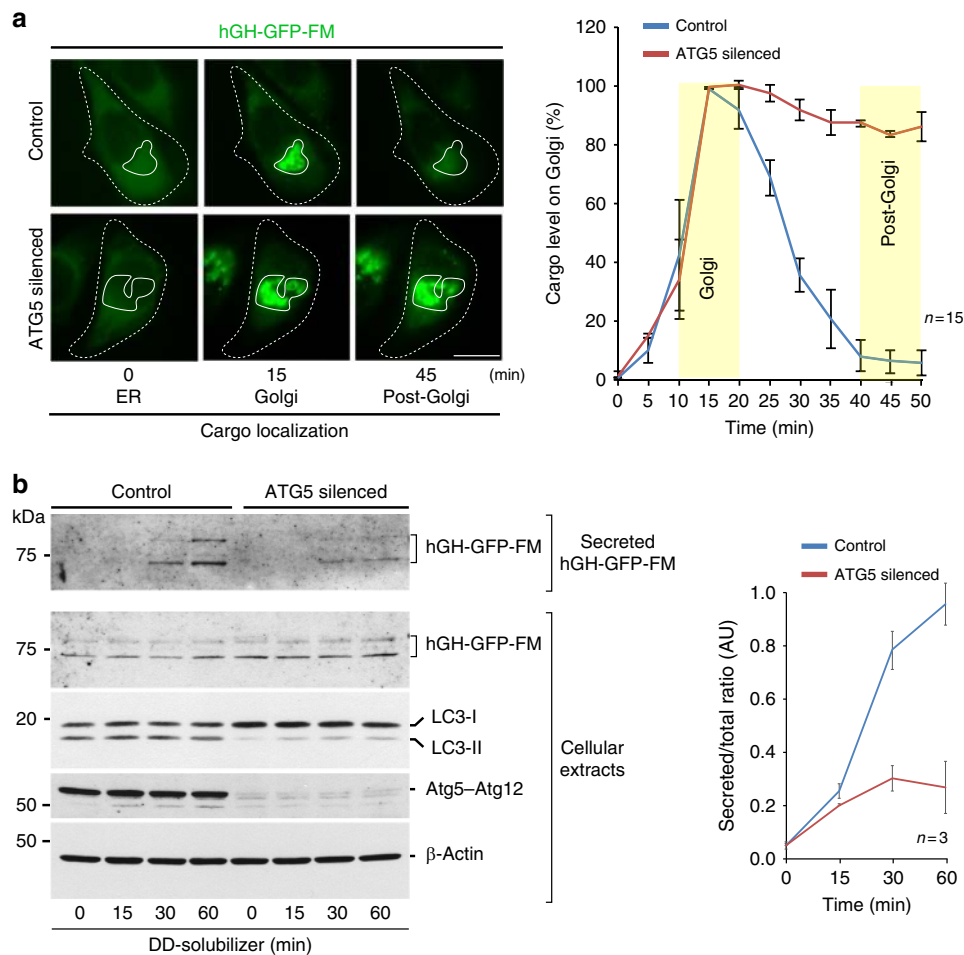 a
hGH-GFP-FM
Control
ATG5 silenced
0 15 45 (min)
ER Golgi Post-Golgi
Cargo localization
Control
ATG5 silenced
Cargo level on Golgi (%)
120
100
80
60
40
20
0
Golgi
Post-Golgi
n=15
0 5 10 15 20 25 30 35 40 45 50
Time (min)
b
Control ATG5 silenced
kDa
75
hGH-GFP-FM
Secreted
hGH-GFP-FM
75
hGH-GFP-FM
20
LC3-I
LC3-II
Cellular
extracts
Atg5–Atg12
50
50
β-Actin
0 15 30 60 0 15 30 60
DD-solubilizer (min)
Control
ATG5 silenced
Secreted/total ratio (AU)
1.0
0.8
0.6
0.4
0.2
0.0
n=3
0 15 30 60
Time (min)